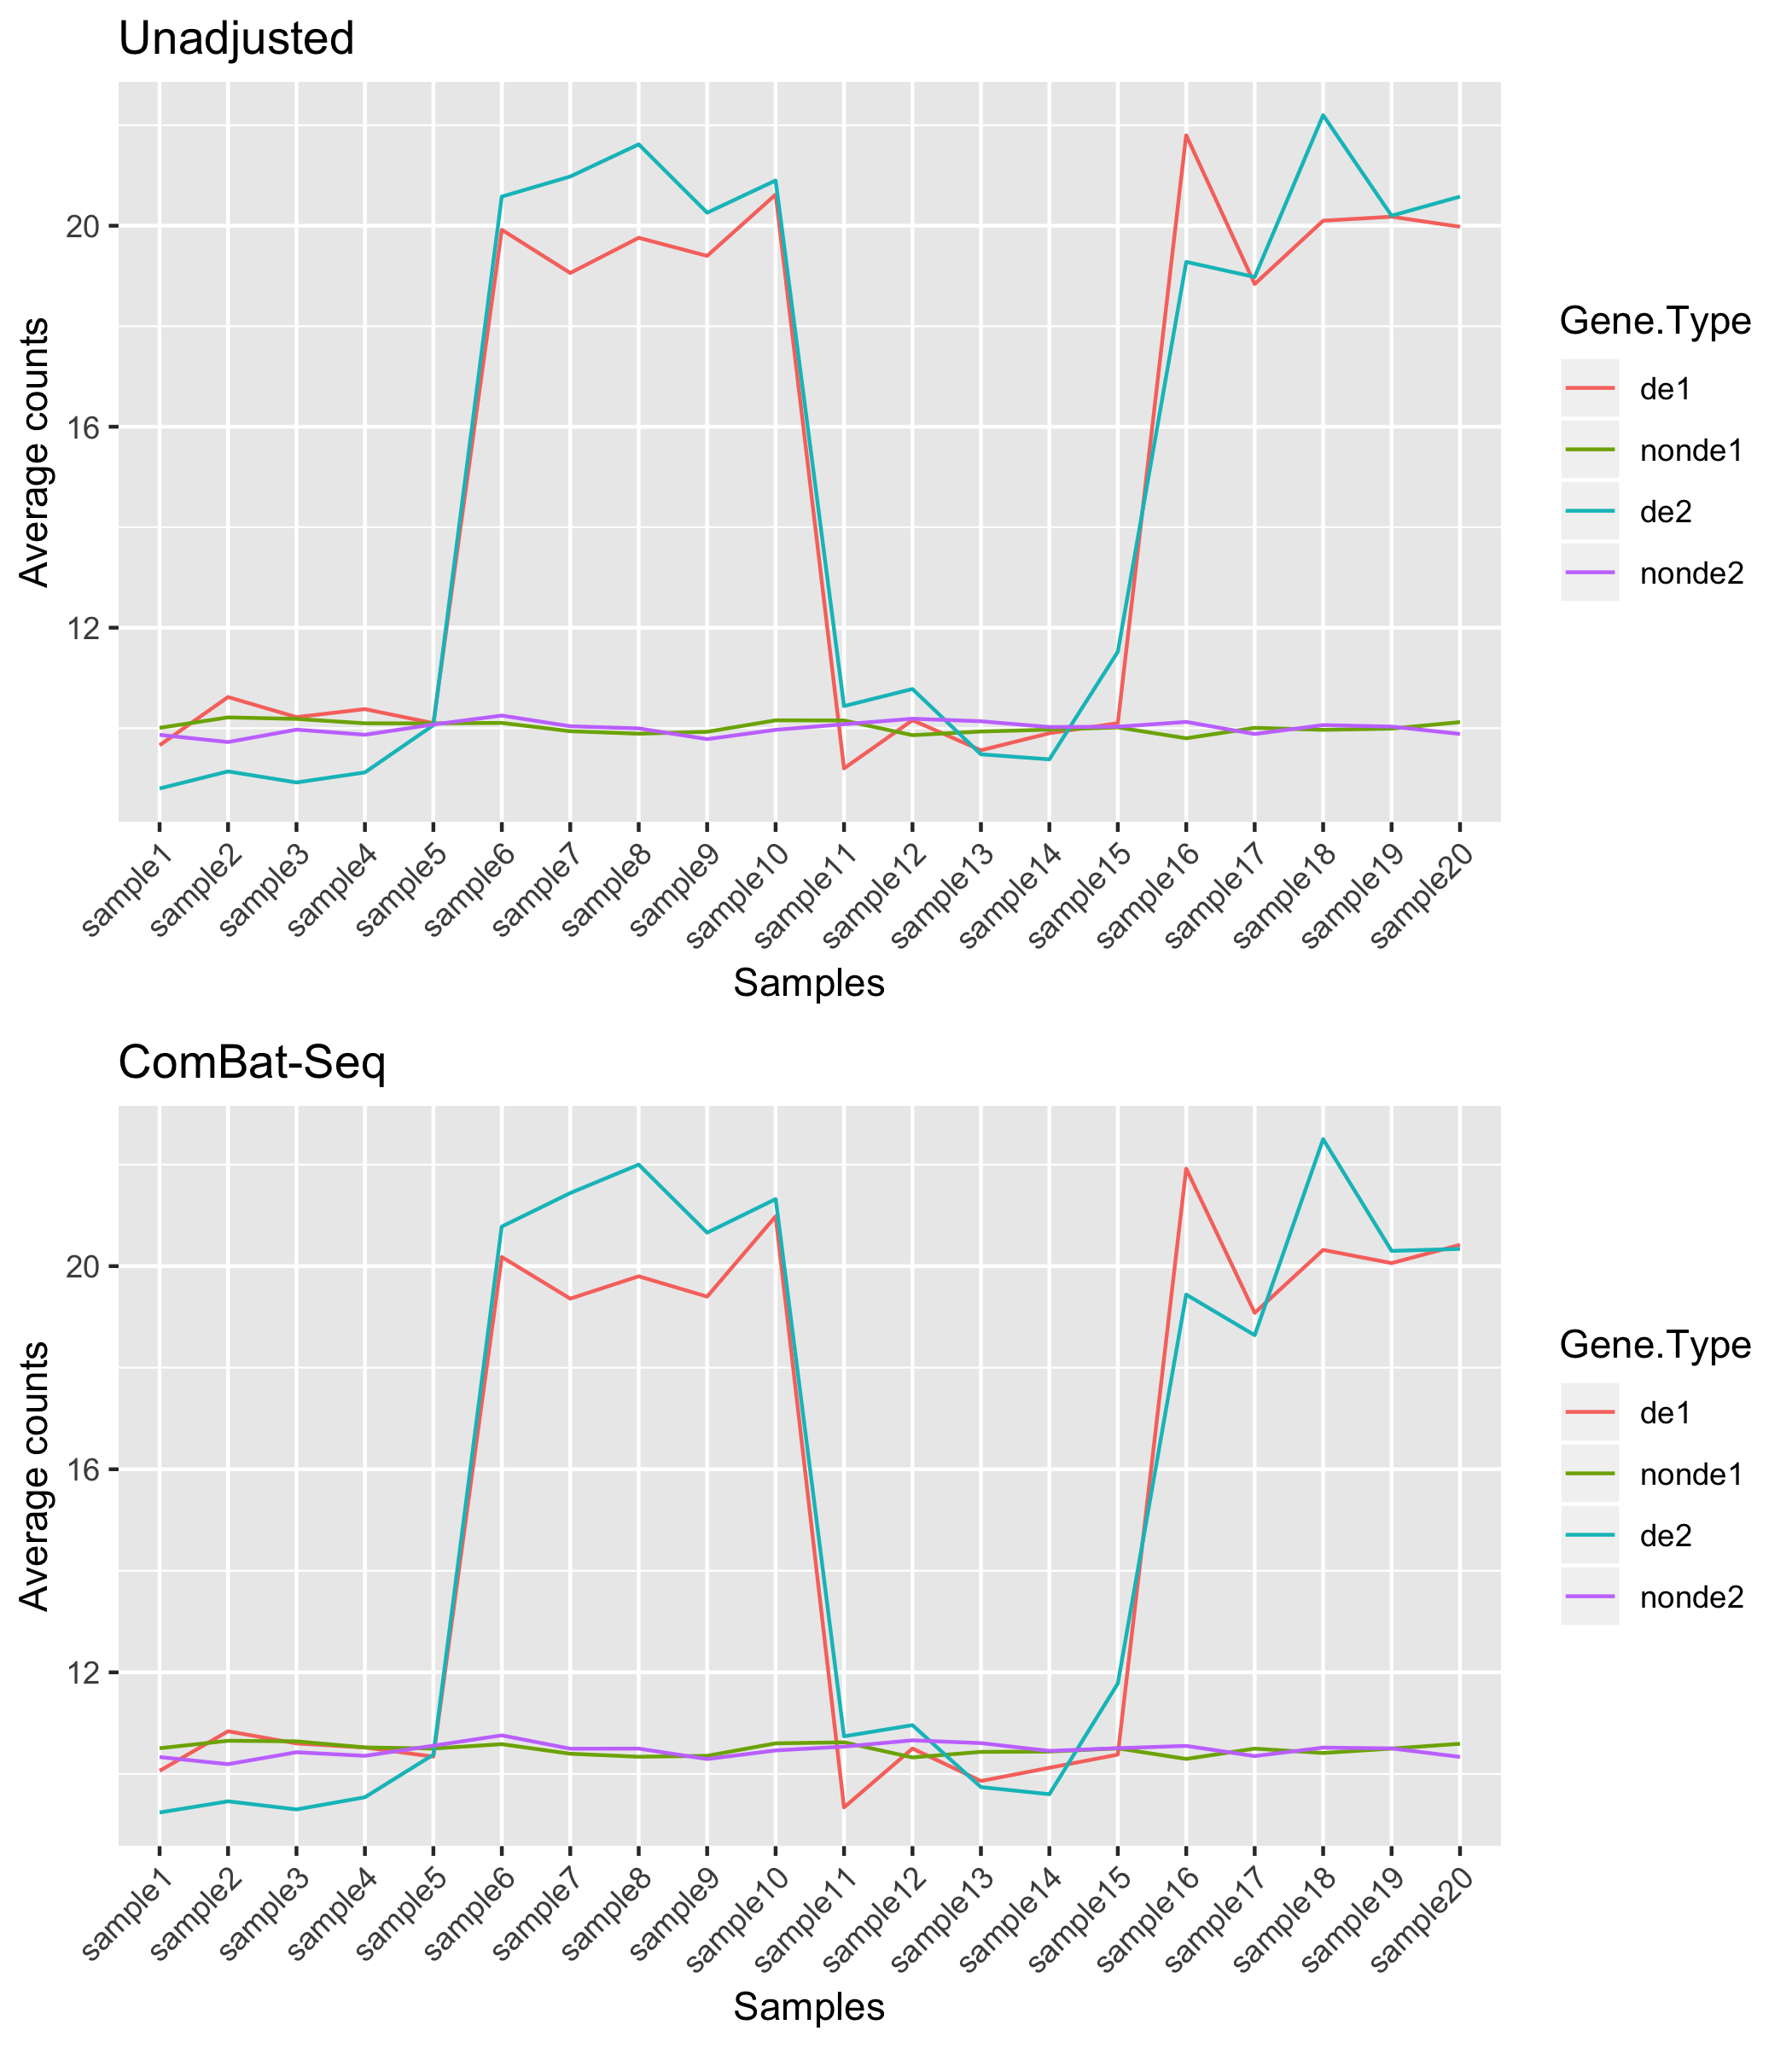 Unadjusted
Average counts
20
16
12
sample1
sample2
sample3
sample4
sample5
sample6
sample7
sample8
sample9
sample10
sample11
sample12
sample13
sample14
sample15
sample16
sample17
sample18
sample19
sample20
Samples
Gene.Type
de1
nonde1
de2
nonde2
ComBat-Seq
Average counts
20
16
12
sample1
sample2
sample3
sample4
sample5
sample6
sample7
sample8
sample9
sample10
sample11
sample12
sample13
sample14
sample15
sample16
sample17
sample18
sample19
sample20
Samples
Gene.Type
de1
nonde1
de2
nonde2